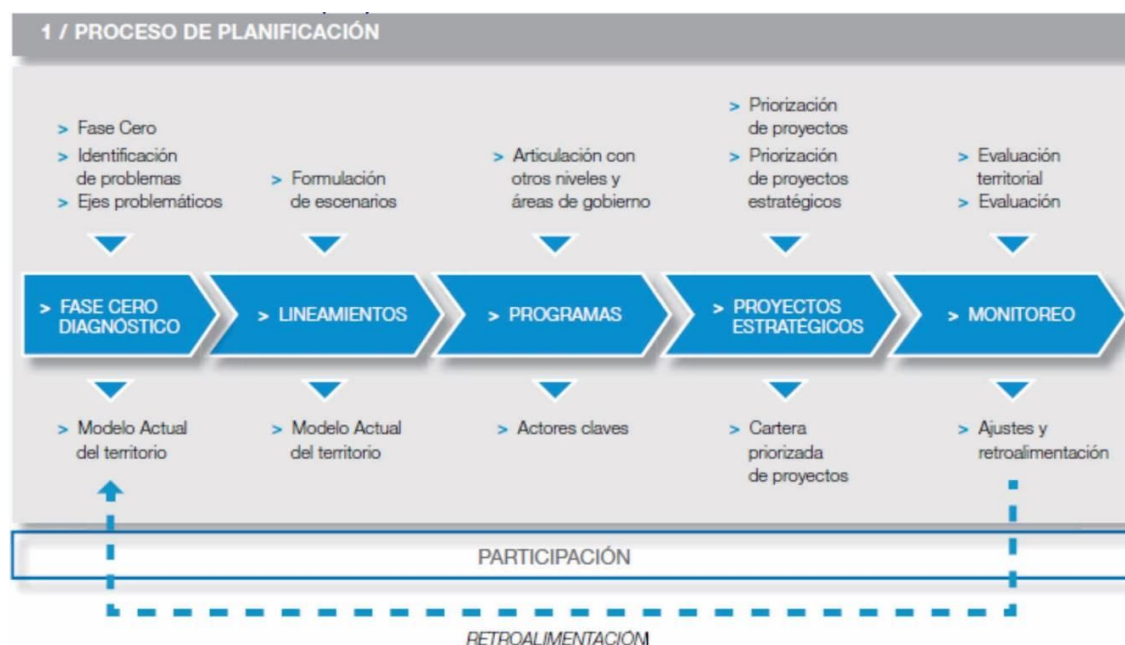 1 / PROCESO DE PLANIFICACIÓN
> Fase Cero
> Identificación
de problemas
> Ejes problemáticos
> Formulación
de escenarios
> Articulación con
otros niveles y
áreas de gobierno
> Priorización
de proyectos
> Priorización
de proyectos
estratégicos
> Evaluación
territorial
> Evaluación
> FASE CERO
DIAGNÓSTICO
> LINEAMIENTOS
> PROGRAMAS
> PROYECTOS
ESTRATÉGICOS
> MONITOREO
> Modelo Actual
del territorio
> Modelo Actual
del territorio
> Actores claves
> Cartera
priorizada
de proyectos
> Ajustes y
retroalimentación
PARTICIPACIÓN
RETROALIMENTACIÓN